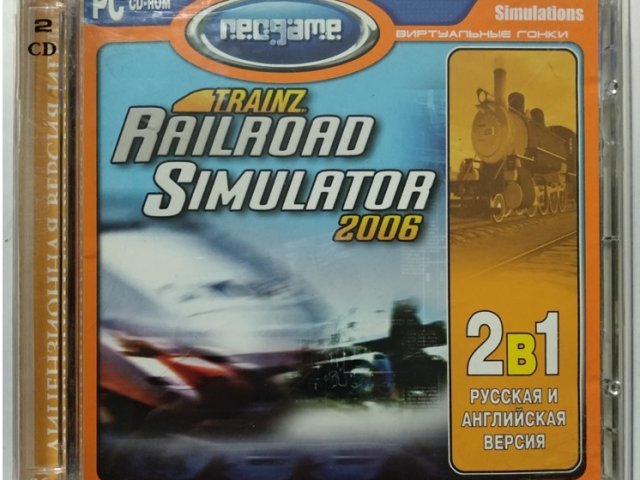 2
CD
ЛИЦЕНЗИОННАЯ ВЕРСИЯ
PC CD-ROM
neogame
Simulations
ВИРТУАЛЬНЫЕ ГОНКИ
TRAINZ
RAILROAD
SIMULATOR
2006
2в1
РУССКАЯ И
АНГЛИЙСКАЯ
ВЕРСИЯ